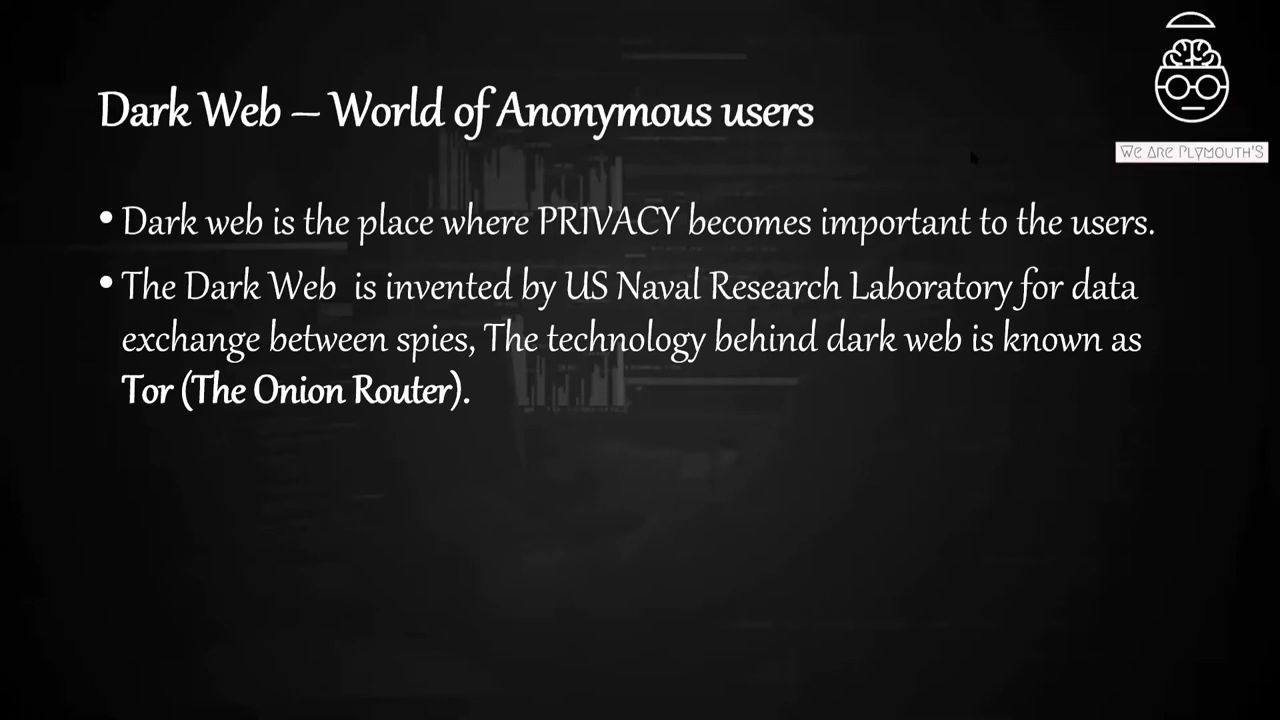 We Are Plymouth's
Dark Web – World of Anonymous users
• Dark web is the place where PRIVACY becomes important to the users.
• The Dark Web is invented by US Naval Research Laboratory for data
exchange between spies, The technology behind dark web is known as
Tor (The Onion Router).